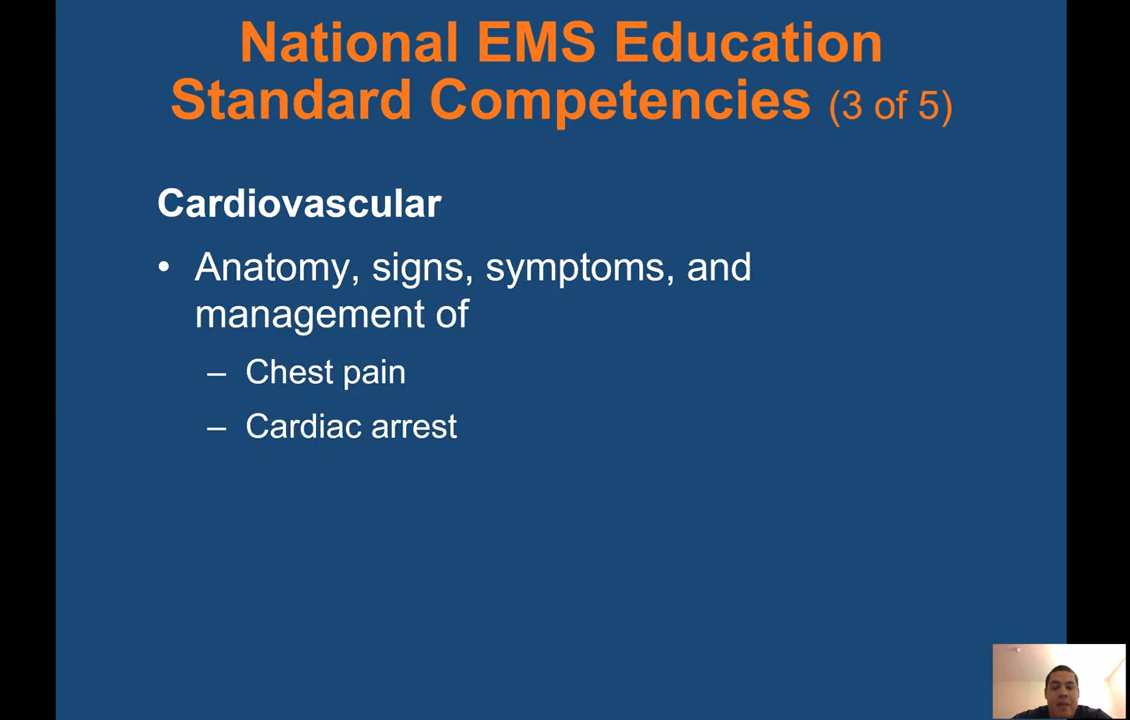 National EMS Education
Standard Competencies (3 of 5)
Cardiovascular
• Anatomy, signs, symptoms, and
management of
– Chest pain
– Cardiac arrest